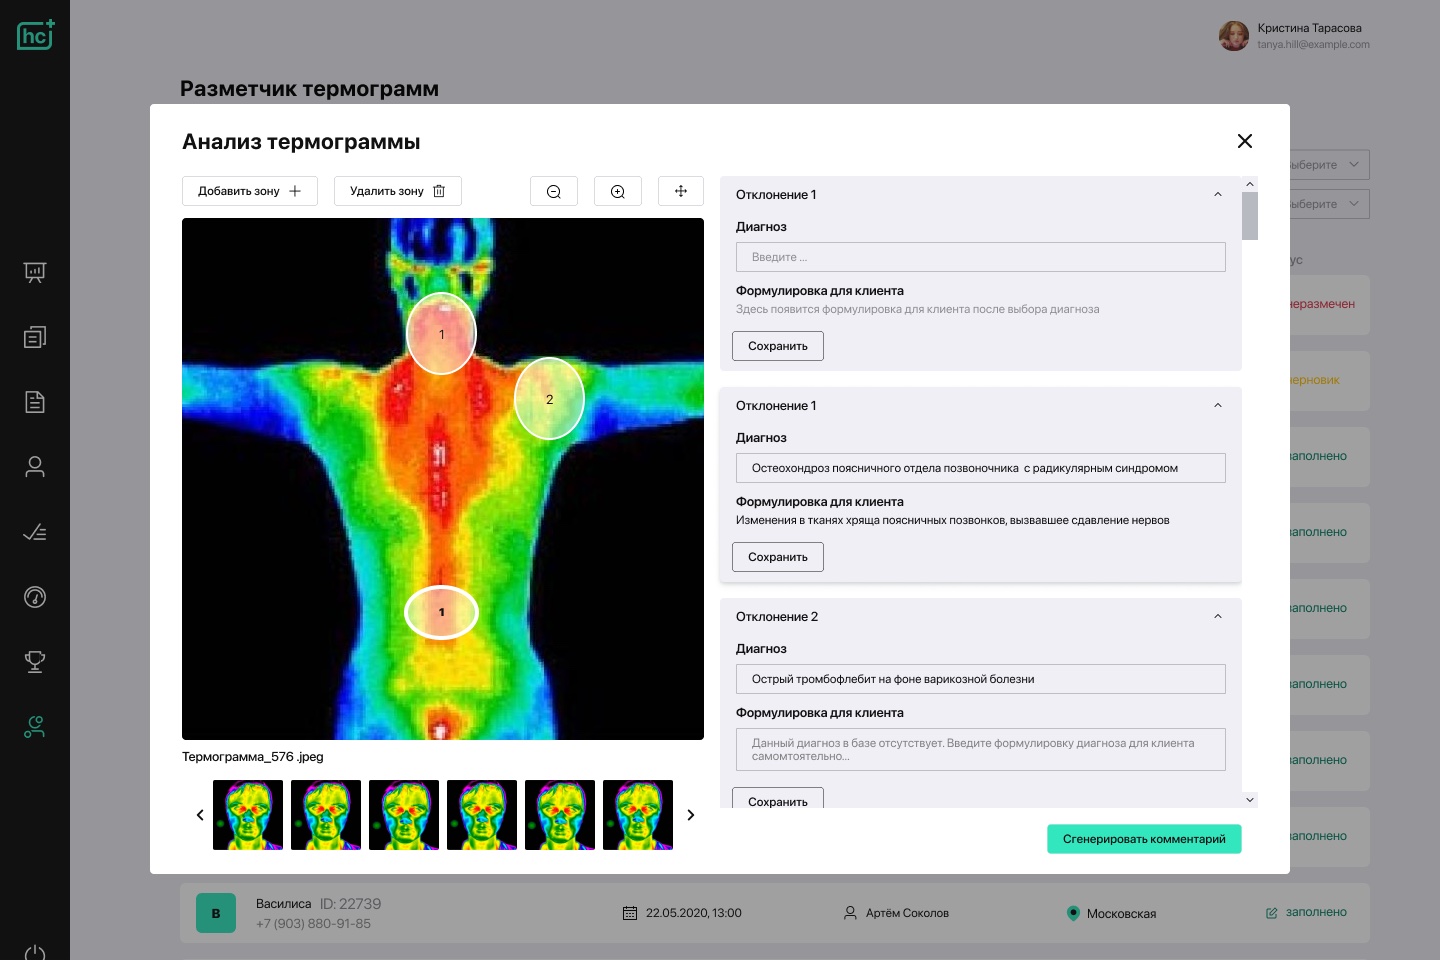 hc
Кристина Тарасова
tanya.hill@example.com
Разметчик термограмм
Анализ термограммы
Добавить зону
Удалить зону
1
2
1
Термограмма_576 .jpeg
Отклонение 1
Диагноз
Введите ...
Формулировка для клиента
Здесь появится формулировка для клиента после выбора диагноза
Сохранить
Отклонение 1
Диагноз
Остеохондроз поясничного отдела позвоночника  с радикулярным синдромом
Формулировка для клиента
Изменения в тканях хряща поясничных позвонков, вызвавшее сдавление нервов
Сохранить
Отклонение 2
Диагноз
Острый тромбофлебит на фоне варикозной болезни
Формулировка для клиента
Данный диагноз в базе отсутствует. Введите формулировку диагноза для клиента
самомтоятельно...
Сохранить
Сгенерировать комментарий
ыберите
ыберите
ус
неразмечен
черновик
заполнено
заполнено
заполнено
заполнено
заполнено
заполнено
В
Василиса ID: 22739
+7 (903) 880-91-85
22.05.2020, 13:00
Артём Соколов
Московская
заполнено